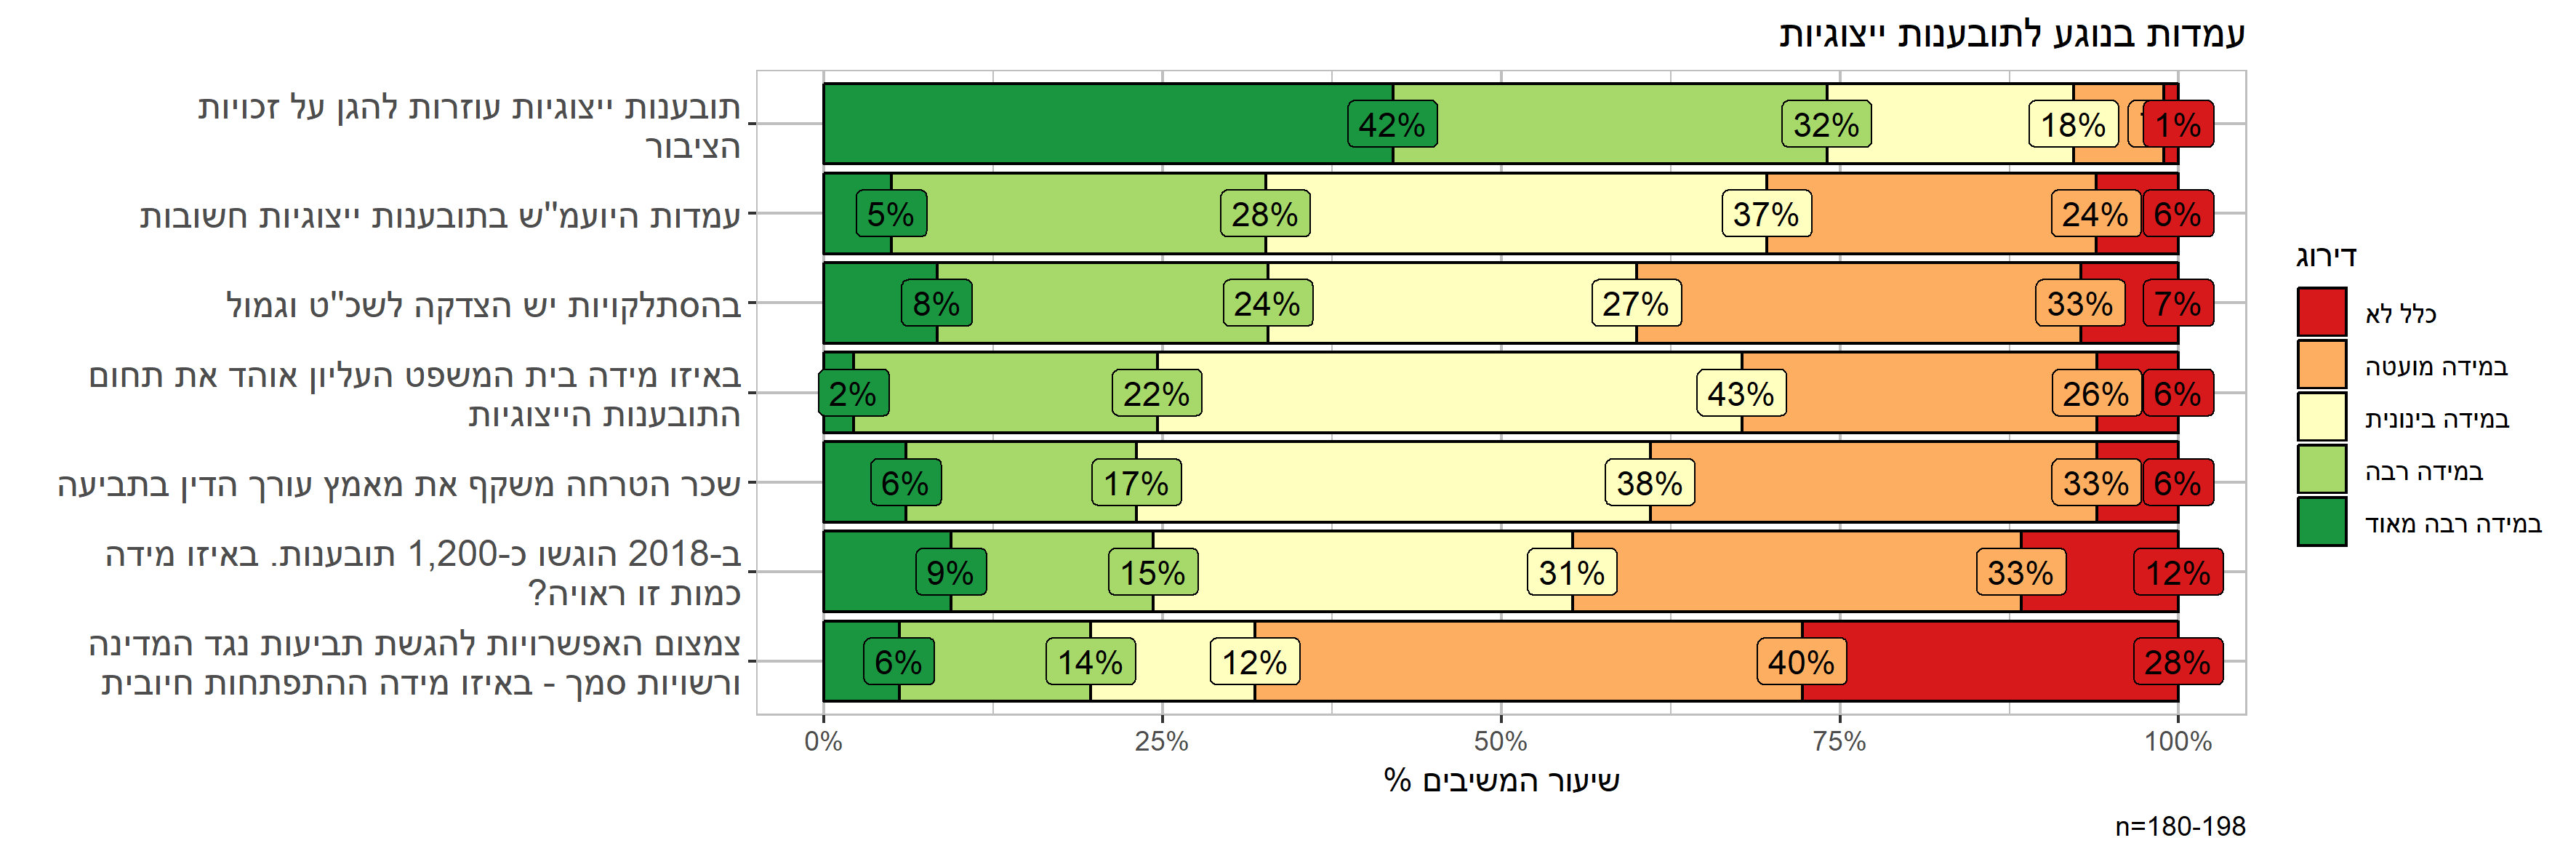 עמדות בנוגע לתובענות ייצוגיות
תובענות ייצוגיות עוזרות להגן על זכויות
הציבור
42% 32% 18% 1%
עמדות היועמ"ש בתובענות ייצוגיות חשובות
5% 28% 37% 24% 6%
בהסתלקויות יש הצדקה לשכ"ט וגמול
8% 24% 27% 33% 7%
באיזו מידה בית המשפט העליון אוהד את תחום
התובענות הייצוגיות
2% 22% 43% 26% 6%
שכר הטרחה משקף את מאמץ עורך הדין בתביעה
6% 17% 38% 33% 6%
ב-2018 הוגשו כ-1,200 תובענות. באיזו מידה
כמות זו ראויה?
9% 15% 31% 33% 12%
צמצום האפשרויות להגשת תביעות נגד המדינה
ורשויות סמך - באיזו מידה ההתפתחות חיובית
6% 14% 12% 40% 28%
0% 25% 50% 75% 100%
שיעור המשיבים %
n=180-198
דירוג
כלל לא
במידה מועטה
במידה בינונית
במידה רבה
במידה רבה מאוד